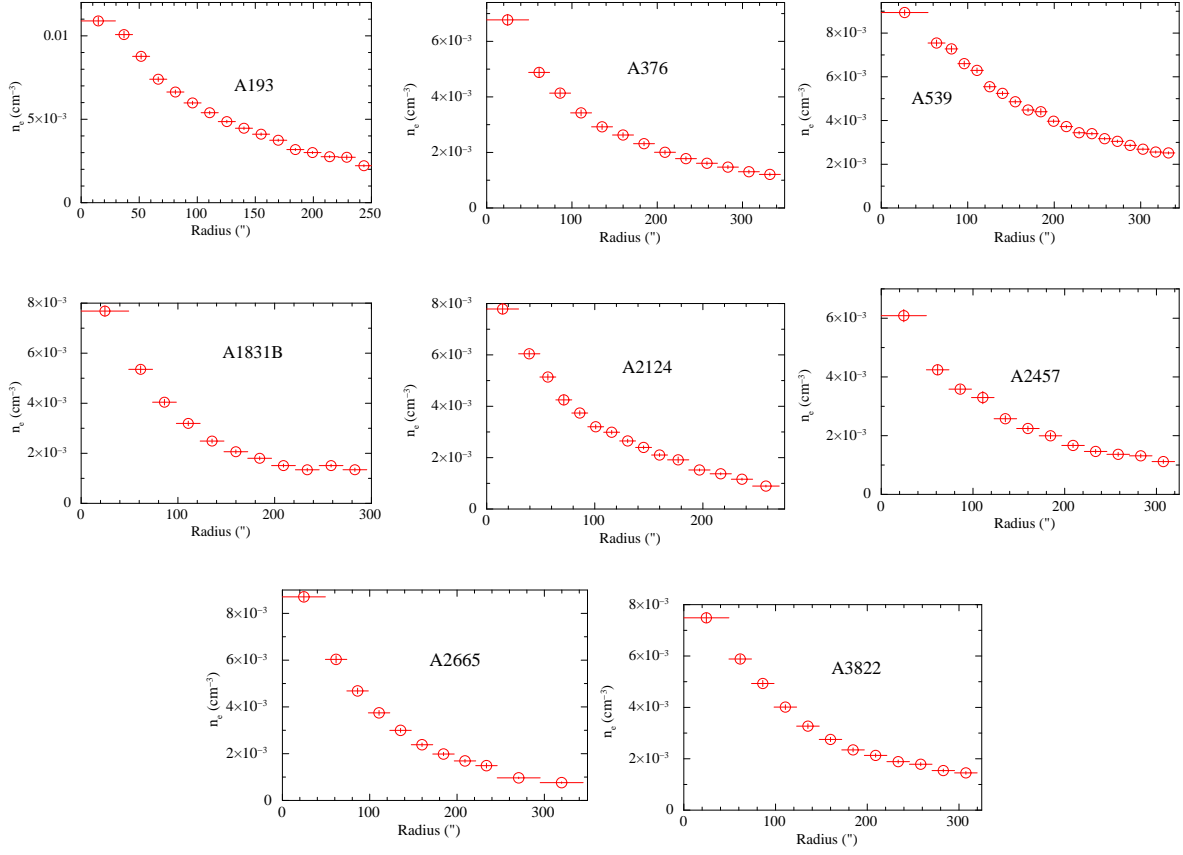 n_e (cm⁻³)
0.01
5×10⁻³
0
A193
0 50 100 150 200 250
Radius (")
n_e (cm⁻³)
6×10⁻³
4×10⁻³
2×10⁻³
0
A376
0 100 200 300
Radius (")
n_e (cm⁻³)
8×10⁻³
6×10⁻³
4×10⁻³
2×10⁻³
0
A539
0 100 200 300
Radius (")
n_e (cm⁻³)
8×10⁻³
6×10⁻³
4×10⁻³
2×10⁻³
0
A1831B
0 100 200 300
Radius (")
n_e (cm⁻³)
8×10⁻³
6×10⁻³
4×10⁻³
2×10⁻³
0
A2124
0 100 200
Radius (")
n_e (cm⁻³)
6×10⁻³
4×10⁻³
2×10⁻³
0
A2457
0 100 200 300
Radius (")
n_e (cm⁻³)
8×10⁻³
6×10⁻³
4×10⁻³
2×10⁻³
0
A2665
0 100 200 300
Radius (")
n_e (cm⁻³)
8×10⁻³
6×10⁻³
4×10⁻³
2×10⁻³
0
A3822
0 100 200 300
Radius (")